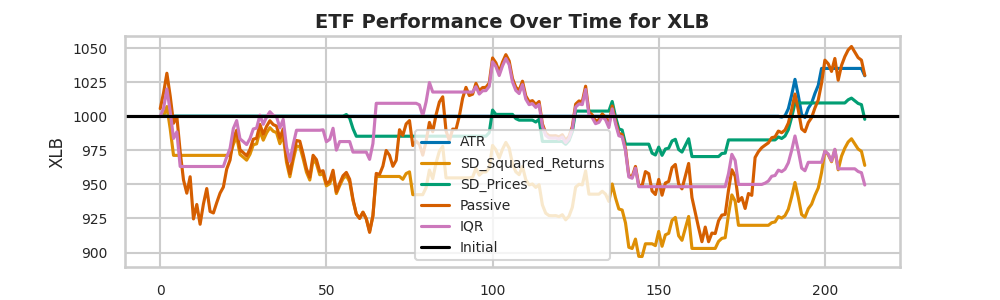 ETF Performance Over Time for XLB
XLB
1050
1025
1000
975
950
925
900
ATR
SD_Squared_Returns
SD_Prices
Passive
IQR
Initial
0
50
100
150
200